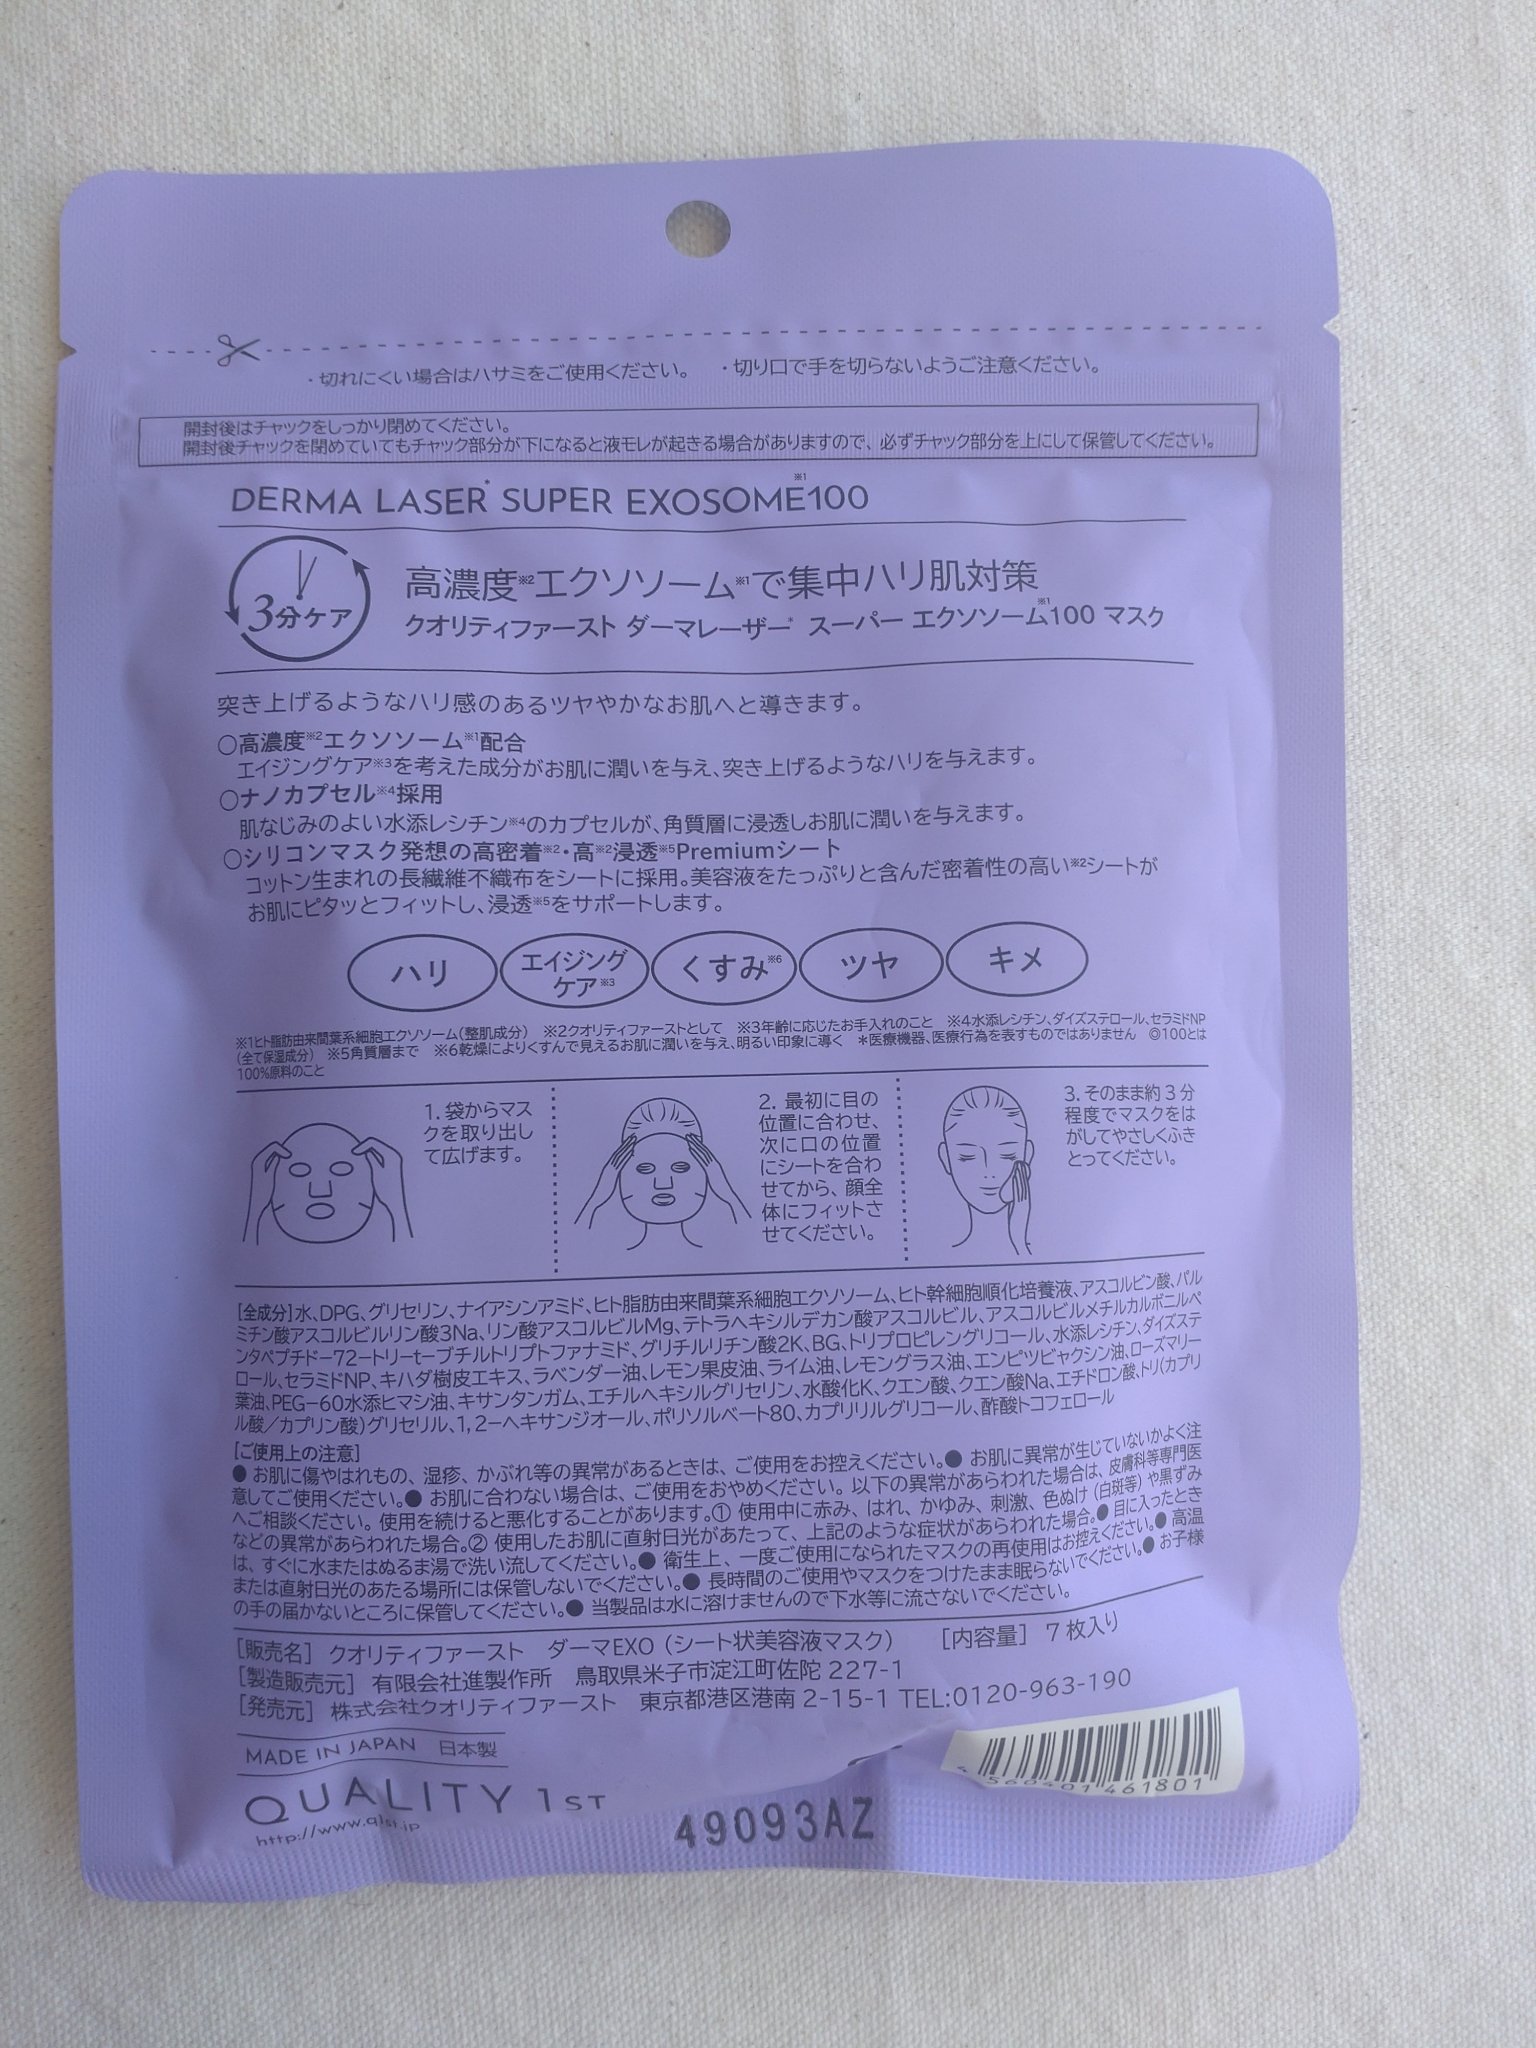 ・切れにくい場合はハサミをご使用ください。 ・切り口で手を切らないようご注意ください。
開封後はチャックをしっかり閉めてください。
開封後チャックを閉めていてもチャック部分が下になると液モレが起きる場合がありますので、必ずチャック部分を上にして保管してください。
DERMA LASER* SUPER EXOSOME※1100
3分ケア
高濃度※2エクソソーム※1で集中ハリ肌対策
クオリティファースト ダーマレーザー* スーパー エクソソーム※1100 マスク
突き上げるようなハリ感のあるツヤやかなお肌へと導きます。
○高濃度※2エクソソーム※1配合
エイジングケア※3を考えた成分がお肌に潤いを与え、突き上げるようなハリを与えます。
○ナノカプセル※4採用
肌なじみのよい水添レシチン※4のカプセルが、角質層に浸透しお肌に潤いを与えます。
○シリコンマスク発想の高密着※2・高※2浸透※5Premiumシート
コットン生まれの長繊維不織布をシートに採用。美容液をたっぷりと含んだ密着性の高い※2シートが
お肌にピタッとフィットし、浸透※5をサポートします。
ハリ
エイジング
ケア※3
くすみ※6
ツヤ
キメ
※1ヒト脂肪由来間葉系細胞エクソソーム(整肌成分) ※2クオリティファーストとして ※3年齢に応じたお手入れのこと ※4水添レシチン、ダイズステロール、セラミドNP
(全て保湿成分) ※5角質層まで ※6乾燥によりくすんで見えるお肌に潤いを与え、明るい印象に導く *医療機器、医療行為を表すものではありません ◎100とは
100%原料のこと
1. 袋からマス
クを取り出し
て広げます。
2. 最初に目の
位置に合わせ、
次に口の位置
にシートを合わ
せてから、顔全
体にフィットさ
せてください。
3. そのまま約3分
程度でマスクをは
がしてやさしくふき
とってください。
[全成分]水、DPG、グリセリン、ナイアシンアミド、ヒト脂肪由来間葉系細胞エクソソーム、ヒト幹細胞順化培養液、アスコルビン酸、パル
ミチン酸アスコルビルリン酸3Na、リン酸アスコルビルMg、テトラヘキシルデカン酸アスコルビル、アスコルビルメチルカルボニルペ
ンタペプチドー72ートリーtーブチルトリプトファナミド、グリチルリチン酸2K、BG、トリプロピレングリコール、水添レシチン、ダイズステ
ロール、セラミドNP、キハダ樹皮エキス、ラベンダー油、レモン果皮油、ライム油、レモングラス油、エンピツビャクシン油、ローズマリー
葉油、PEG-60水添ヒマシ油、キサンタンガム、エチルヘキシルグリセリン、水酸化K、クエン酸、クエン酸Na、エチドロン酸、トリ(カプリ
ル酸/カプリン酸)グリセリル、1,2-ヘキサンジオール、ポリソルベート80、カプリリルグリコール、酢酸トコフェロール
[ご使用上の注意]
● お肌に傷やはれもの、湿疹、かぶれ等の異常があるときは、ご使用をお控えください。● お肌に異常が生じていないかよく注
意してご使用ください。● お肌に合わない場合は、ご使用をおやめください。以下の異常があらわれた場合は、皮膚科等専門医
へご相談ください。使用を続けると悪化することがあります。① 使用中に赤み、はれ、かゆみ、刺激、色ぬけ(白斑等)や黒ずみ
などの異常があらわれた場合。② 使用したお肌に直射日光があたって、上記のような症状があらわれた場合。● 目に入ったとき
は、すぐに水またはぬるま湯で洗い流してください。● 衛生上、一度ご使用になられたマスクの再使用はお控えください。● 高温
または直射日光のあたる場所には保管しないでください。● 長時間のご使用やマスクをつけたまま眠らないでください。● お子様
の手の届かないところに保管してください。● 当製品は水に溶けませんので下水等に流さないでください。
[販売名] クオリティファースト ダーマEXO(シート状美容液マスク) [内容量] 7枚入り
[製造販売元] 有限会社進製作所 鳥取県米子市淀江町佐陀 227-1
[発売元] 株式会社クオリティファースト 東京都港区港南 2-15-1 TEL:0120-963-190
MADE IN JAPAN 日本製
QUALITY 1ST
http://www.q1st.jp
4 560401 461801
49093AZ